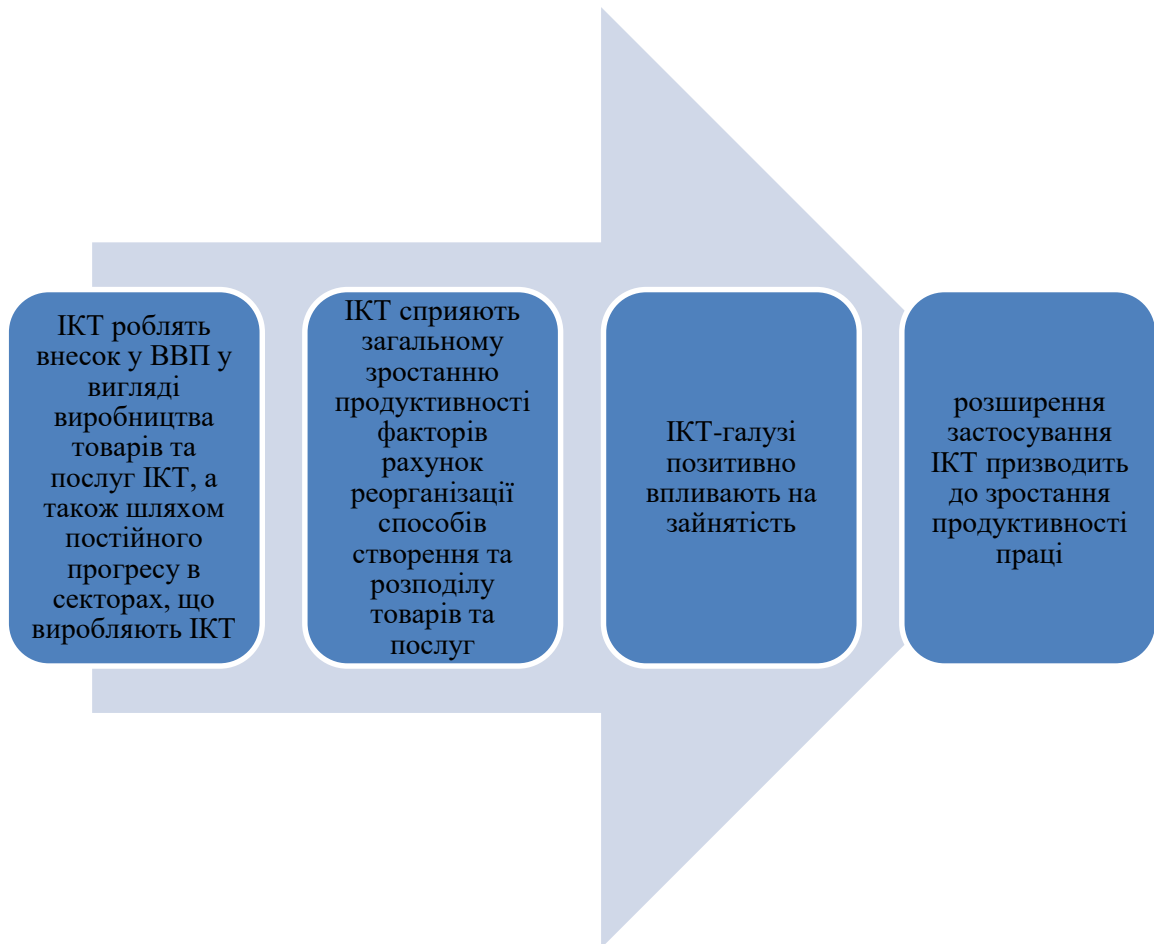 ІКТ роблять
внесок у ВВП у
вигляді
виробництва
товарів та
послуг ІКТ, а
також шляхом
постійного
прогресу в
секторах, що
виробляють ІКТ
ІКТ сприяють
загальному
зростанню
продуктивності
факторів
рахунок
реорганізації
способів
створення та
розподілу
товарів та
послуг
ІКТ-галузі
позитивно
впливають на
зайнятість
розширення
застосування
ІКТ призводить
до зростання
продуктивності
праці